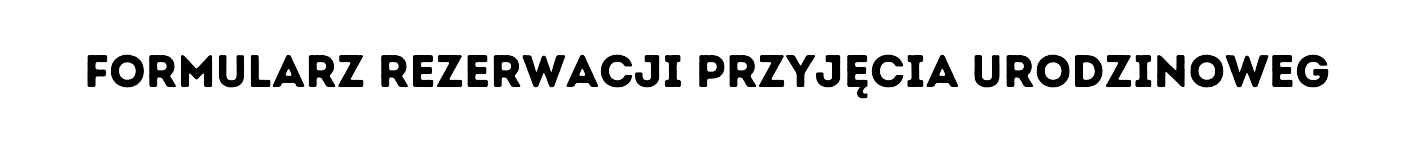 FORMULARZ REZERWACJI PRZYJĘCIA URODZINOWEG